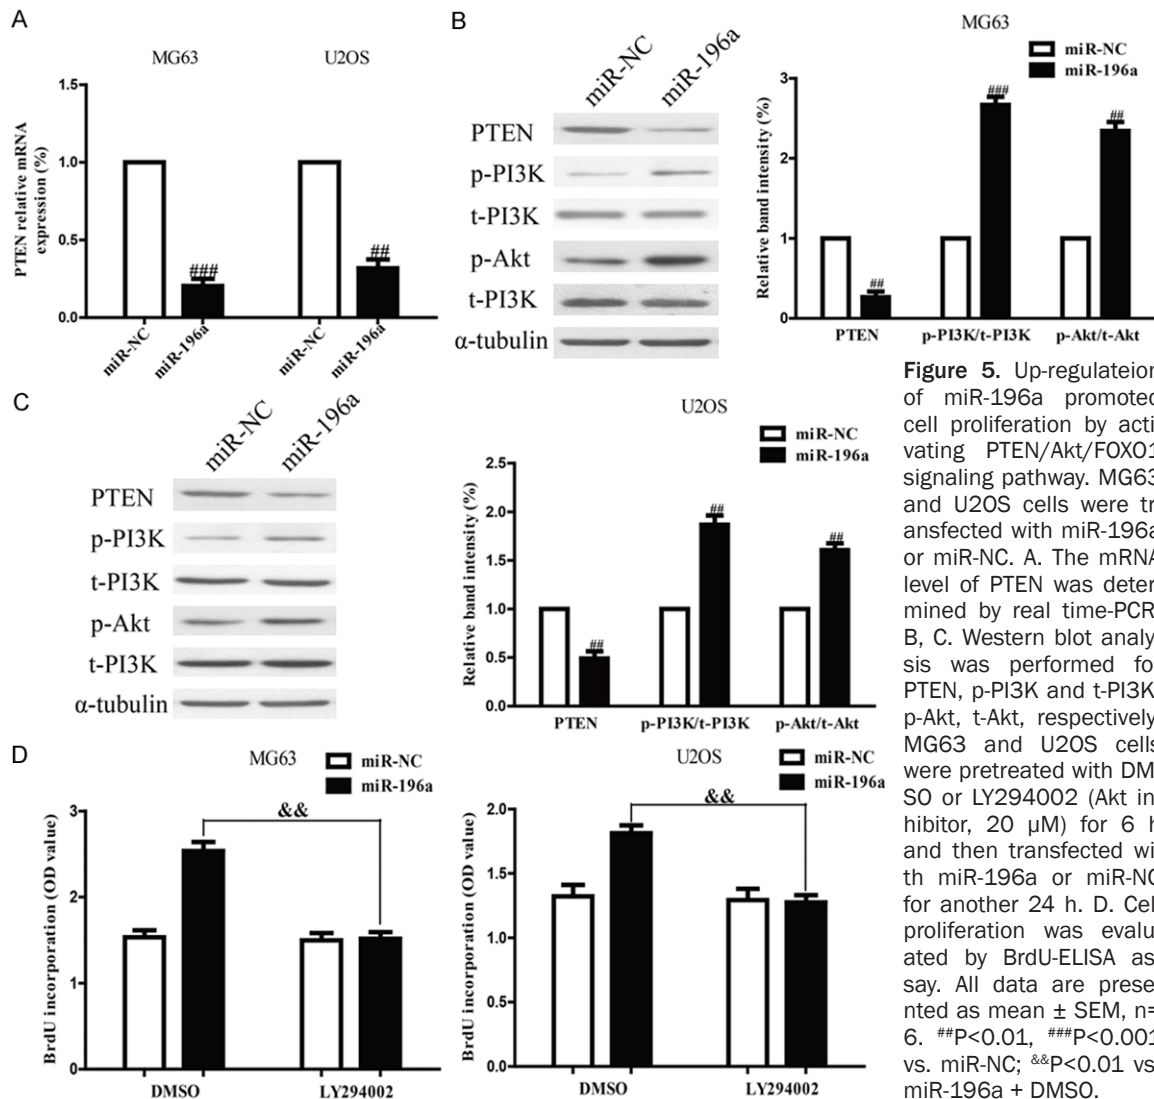 A
MG63
U2OS
PTEN relative mRNA
expression (%)
1.5
1.0
0.5
0.0
###
##
miR-NC
miR-196a
miR-NC
miR-196a
B
miR-NC
miR-196a
PTEN
p-PI3K
t-PI3K
p-Akt
t-PI3K
α-tubulin
MG63
miR-NC
miR-196a
Relative band intensity (%)
3
2
1
0
##
###
##
PTEN
p-PI3K/t-PI3K
p-Akt/t-Akt
C
miR-NC
miR-196a
PTEN
p-PI3K
t-PI3K
p-Akt
t-PI3K
α-tubulin
U2OS
miR-NC
miR-196a
Relative band intensity (%)
2.5
2.0
1.5
1.0
0.5
0.0
##
##
##
PTEN
p-PI3K/t-PI3K
p-Akt/t-Akt
D
MG63
miR-NC
miR-196a
BrdU incorporation (OD value)
3
2
1
0
&&
DMSO
LY294002
U2OS
miR-NC
miR-196a
BrdU incorporation (OD value)
2.0
1.5
1.0
0.5
0.0
&&
DMSO
LY294002
Figure 5. Up-regulateion
of miR-196a promoted
cell proliferation by acti
vating PTEN/Akt/FOXO1
signaling pathway. MG63
and U2OS cells were tr
ansfected with miR-196a
or miR-NC. A. The mRNA
level of PTEN was deter
mined by real time-PCR
B, C. Western blot analy
sis was performed fo
PTEN, p-PI3K and t-PI3K
p-Akt, t-Akt, respectively
MG63 and U2OS cells
were pretreated with DM
SO or LY294002 (Akt in
hibitor, 20 µM) for 6 h
and then transfected wi
th miR-196a or miR-NC
for another 24 h. D. Cel
proliferation was evalu
ated by BrdU-ELISA as
say. All data are prese
nted as mean ± SEM, n=
6. ##P<0.01, ###P<0.001
vs. miR-NC; &&P<0.01 vs
miR-196a + DMSO.